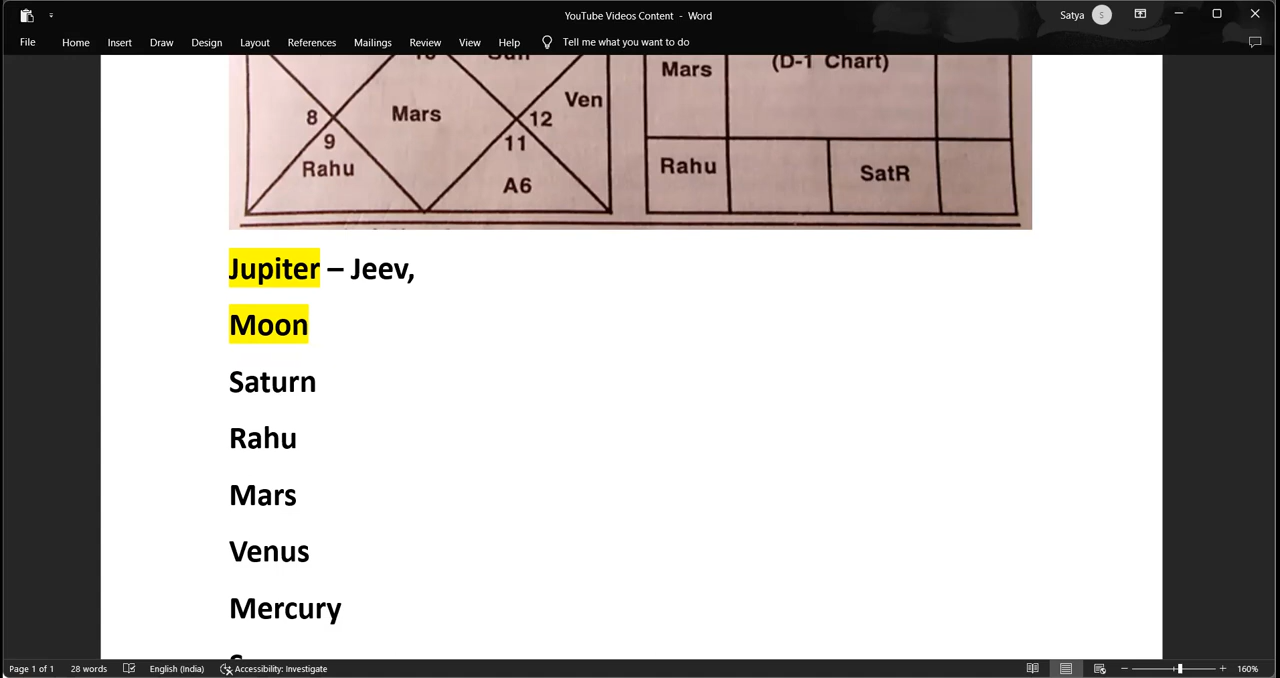 YouTube Videos Content - Word
Satya S
File Home Insert Draw Design Layout References Mailings Review View Help Tell me what you want to do
10 Sun
Mars (D-1 Chart)
Ven
8 Mars 12
9 11
Rahu
Rahu SatR
A6
Jupiter – Jeev,
Moon
Saturn
Rahu
Mars
Venus
Mercury
Page 1 of 1 28 words English (India) Accessibility: Investigate 160%